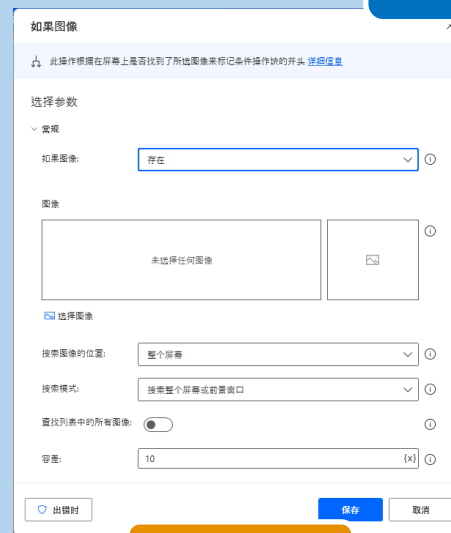 如果图像
此操作根据在屏幕上是否找到了所选图像来标记条件操作块的开头 详细信息
选择参数
常规
如果图像: 存在
图像
未选择任何图像
选择图像
搜索图像的位置: 整个屏幕
搜索模式: 搜索整个屏幕或前景窗口
查找列表中的所有图像:
容差: 10 {x}
出错时 保存 取消